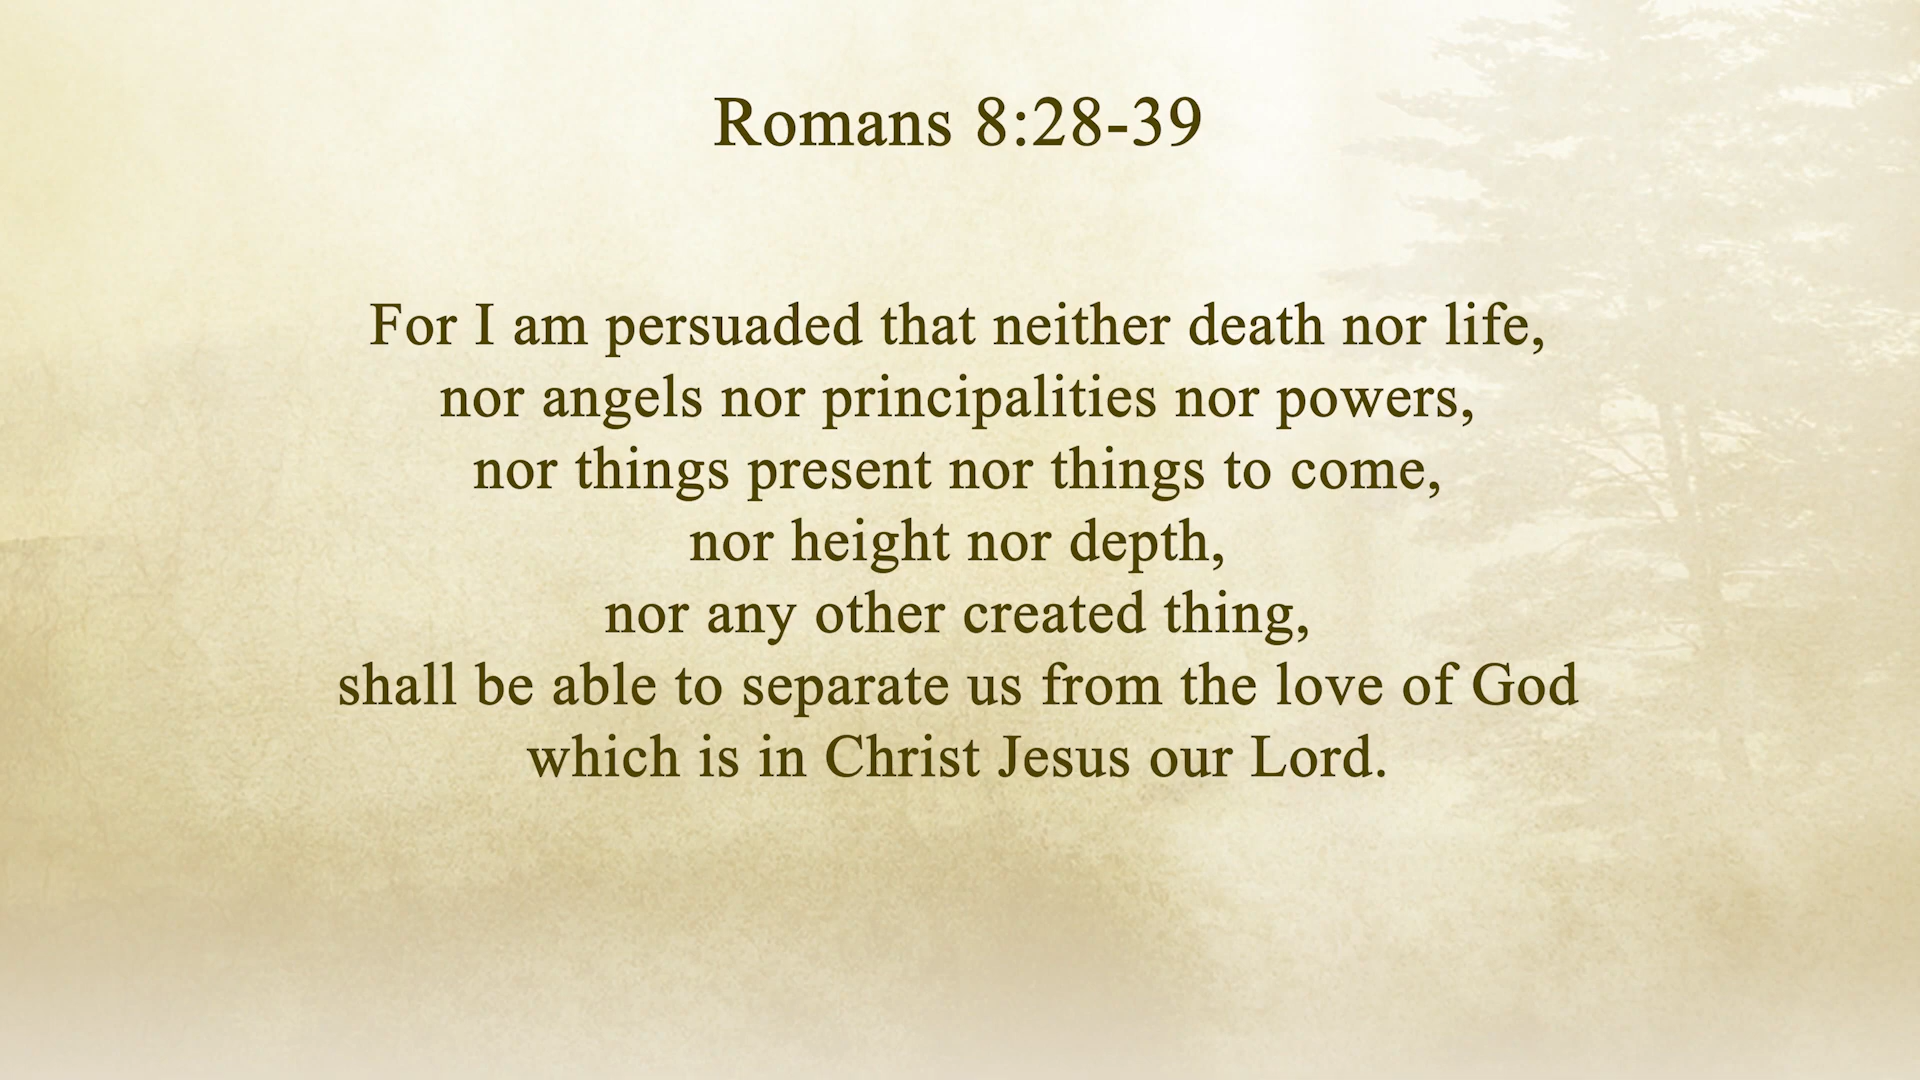 Romans 8:28-39
For I am persuaded that neither death nor life,
nor angels nor principalities nor powers,
nor things present nor things to come,
nor height nor depth,
nor any other created thing,
shall be able to separate us from the love of God
which is in Christ Jesus our Lord.